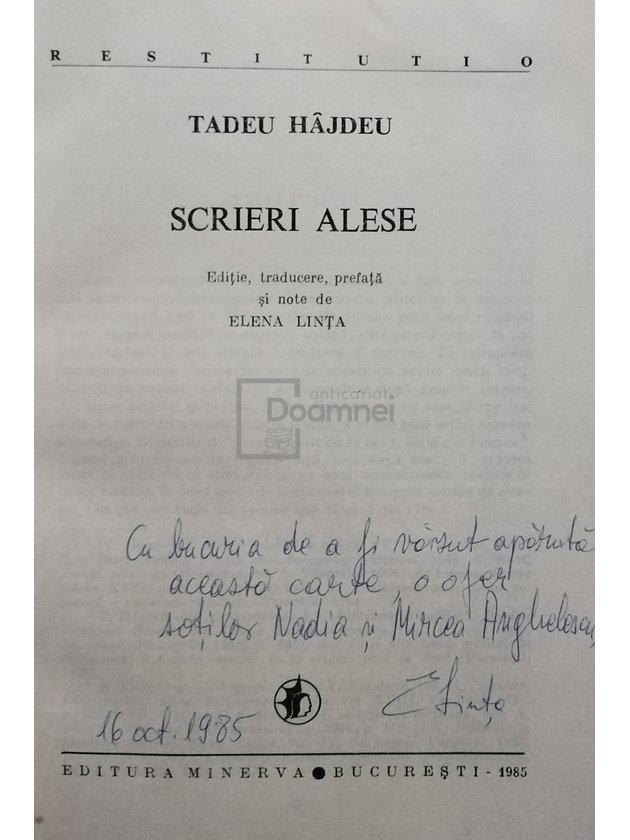 RESTITUTIO
TADEU HÂJDEU
SCRIERI ALESE
Ediție, traducere, prefață
și note de
ELENA LINȚA
anticariat
Doamnei
Cu bucuria de a fi văzut apărută
această carte, o ofer
soților Nadia și Mircea Anghelescu,
E Lința
16 oct. 1985
EDITURA MINERVA ● BUCUREȘTI - 1985